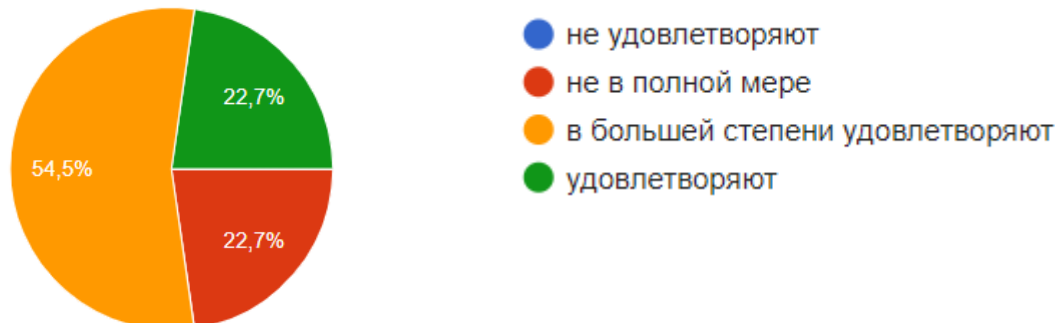 22,7%
54,5%
22,7%
не удовлетворяют
не в полной мере
в большей степени удовлетворяют
удовлетворяют